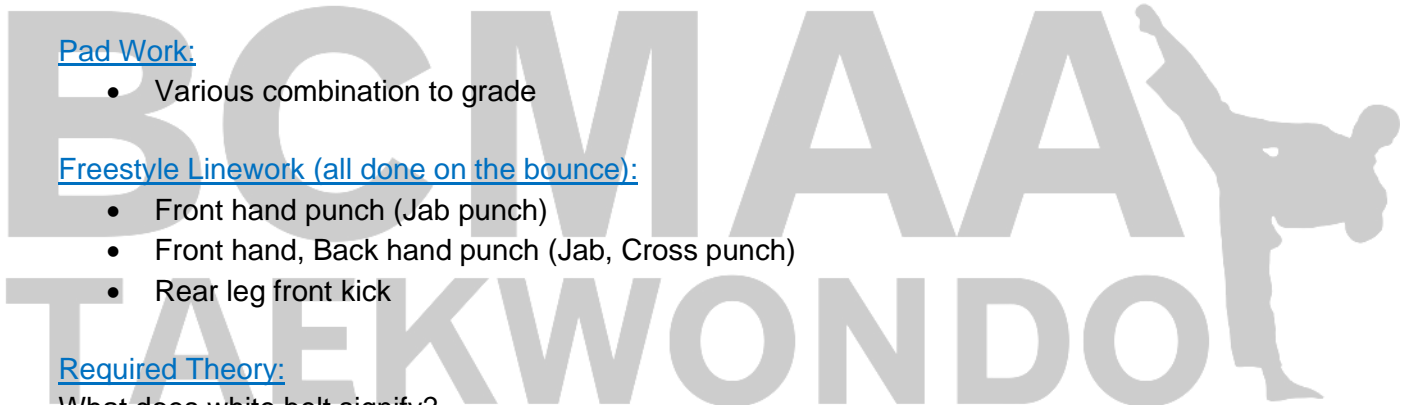 BCMAA
TAEKWONDO
Pad Work:
• Various combination to grade
Freestyle Linework (all done on the bounce):
• Front hand punch (Jab punch)
• Front hand, Back hand punch (Jab, Cross punch)
• Rear leg front kick
Required Theory:
What does white belt signify?